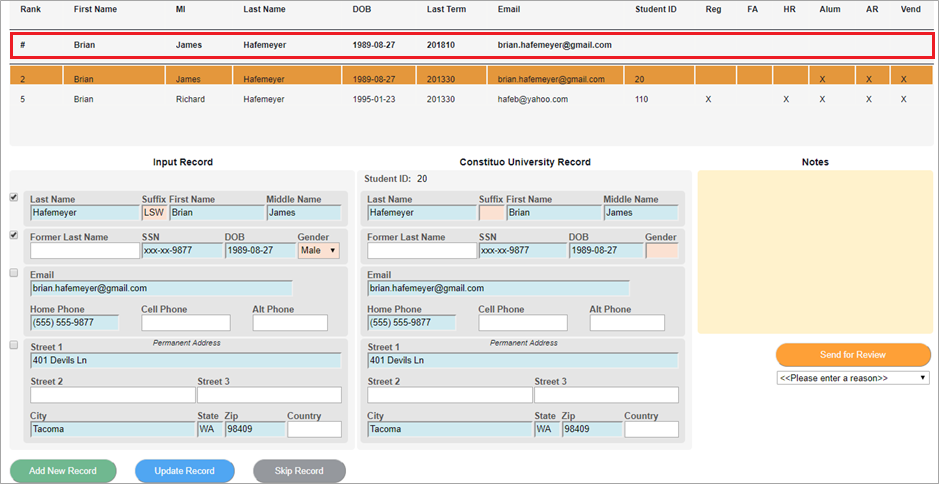 Rank First Name MI Last Name DOB Last Term Email Student ID Reg FA HR Alum AR Vend
# Brian James Hafemeyer 1989-08-27 201810 brian.hafemeyer@gmail.com
2 Brian James Hafemeyer 1989-08-27 201330 brian.hafemeyer@gmail.com 20 X X X
5 Brian Richard Hafemeyer 1995-01-23 201330 hafeb@yahoo.com 110 X X X X X
Input Record Constituo University Record Notes
Student ID: 20
Last Name Suffix First Name Middle Name Last Name Suffix First Name Middle Name
Hafemeyer LSW Brian James Hafemeyer Brian James
Former Last Name SSN DOB Gender Former Last Name SSN DOB Gender
xxx-xx-9877 1989-08-27 Male xxx-xx-9877 1989-08-27
Email Email
brian.hafemeyer@gmail.com brian.hafemeyer@gmail.com
Home Phone Cell Phone Alt Phone Home Phone Cell Phone Alt Phone
(555) 555-9877 (555) 555-9877
Street 1 Permanent Address Street 1 Permanent Address
401 Devils Ln 401 Devils Ln
Send for Review
Street 2 Street 3 Street 2 Street 3
<<Please enter a reason>>
City State Zip Country City State Zip Country
Tacoma WA 98409 Tacoma WA 98409
Add New Record Update Record Skip Record